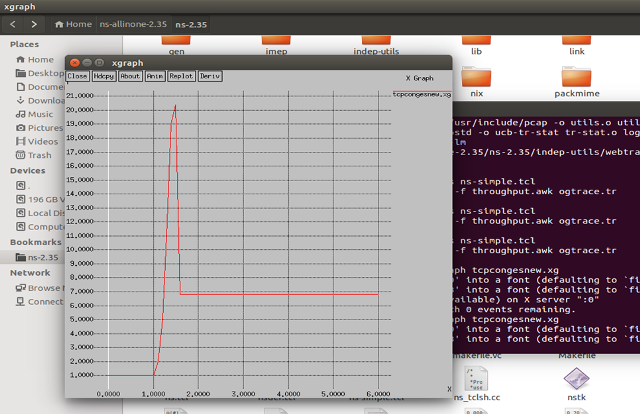 xgraph
Home ns-allinone-2.35 ns-2.35
Places
Home
Desktop
Docume
Downloa
Music
Pictures
Videos
Trash
Devices
.
196 GB V
Local Dis
Compute
Bookmarks
ns-2.35
Network
Browse N
Connect
gen imep indep-utils lib link
nix packmime
xgraph
Close Hdcpy About Anim Replot Deriv
X Graph
Y
tcpcongesnew.xg
21.0000
20.0000
19.0000
18.0000
17.0000
16.0000
15.0000
14.0000
13.0000
12.0000
11.0000
10.0000
9.0000
8.0000
7.0000
6.0000
5.0000
4.0000
3.0000
2.0000
1.0000
X
0.0000 1.0000 2.0000 3.0000 4.0000 5.0000 6.0000
usr/include/pcap -o utils.o util
ostd -o ucb-tr-stat tr-stat.o log
lm
e-2.35/ns-2.35/indep-utils/webtra
s ns-simple.tcl
-f throughput.awk ogtrace.tr
s ns-simple.tcl
-f throughput.awk ogtrace.tr
s ns-simple.tcl
-f throughput.awk ogtrace.tr
aph tcpcongesnew.xg
' into a font (defaulting to `fi
' into a font (defaulting to `fi
vailable) on X server ":0"
th 0 events remaining.
aph tcpcongesnew.xg
' into a font (defaulting to `fi
' into a font (defaulting to `fi
makefile.vc Makefile
ns_tclsh.cc nstk